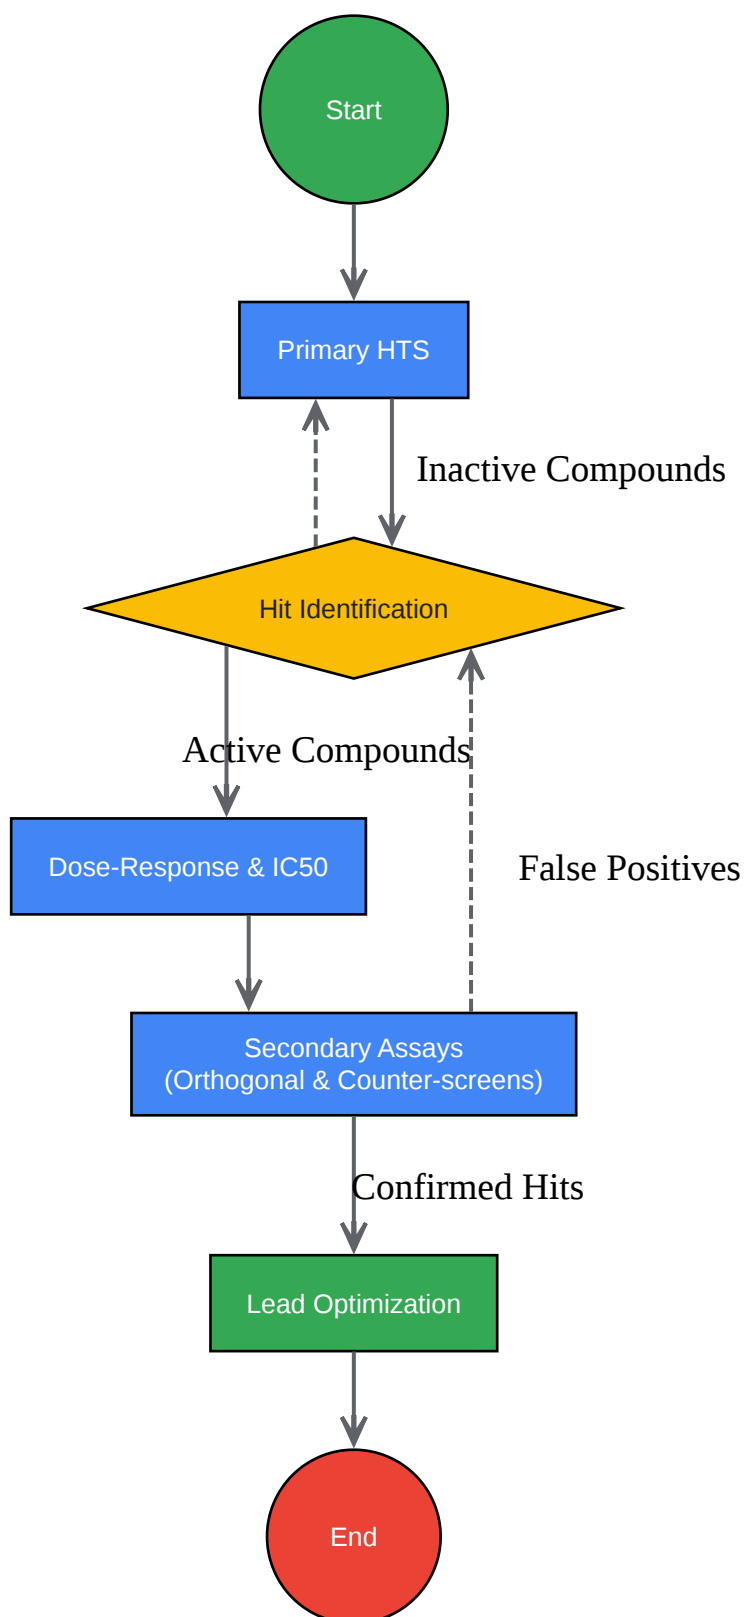 Start
Primary HTS
Inactive Compounds
Hit Identification
Active Compounds
Dose-Response & IC50
False Positives
Secondary Assays
(Orthogonal & Counter-screens)
Confirmed Hits
Lead Optimization
End